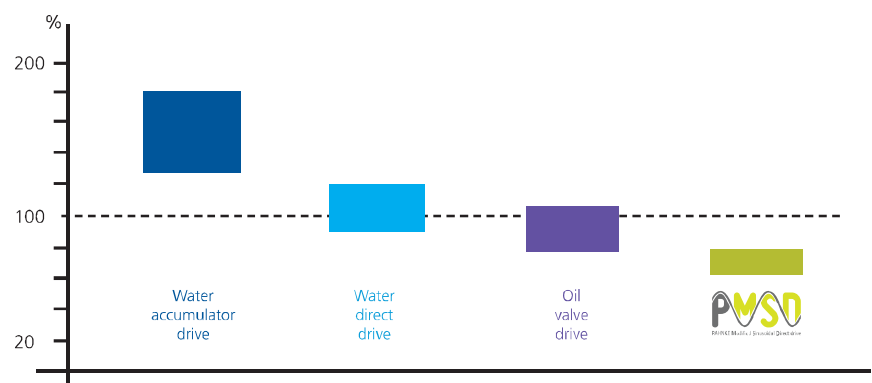 %
200
100
20
Water
accumulator
drive
Water
direct
drive
Oil
valve
drive
PMSD